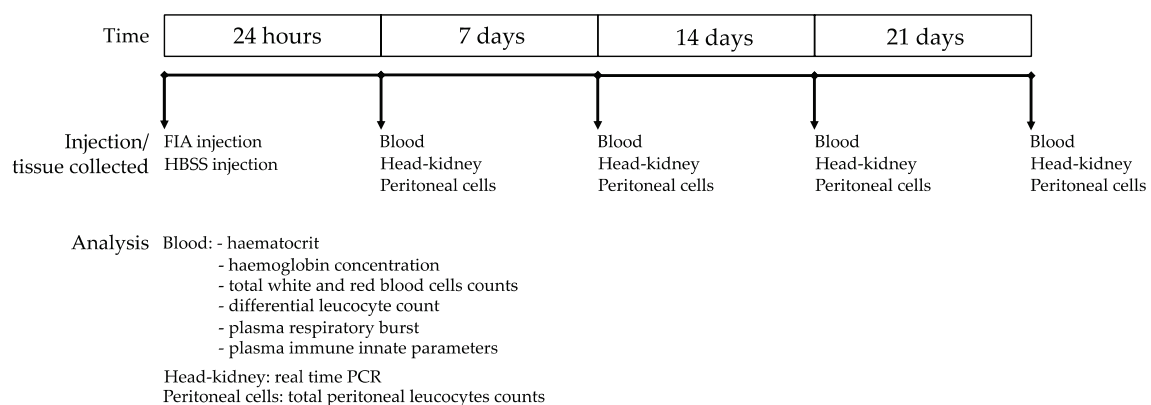 Time 24 hours 7 days 14 days 21 days
Injection/ FIA injection Blood Blood Blood Blood
tissue collected HBSS injection Head-kidney Head-kidney Head-kidney Head-kidney
Peritoneal cells Peritoneal cells Peritoneal cells Peritoneal cells
Analysis Blood: - haematocrit
- haemoglobin concentration
- total white and red blood cells counts
- differential leucocyte count
- plasma respiratory burst
- plasma immune innate parameters
Head-kidney: real time PCR
Peritoneal cells: total peritoneal leucocytes counts